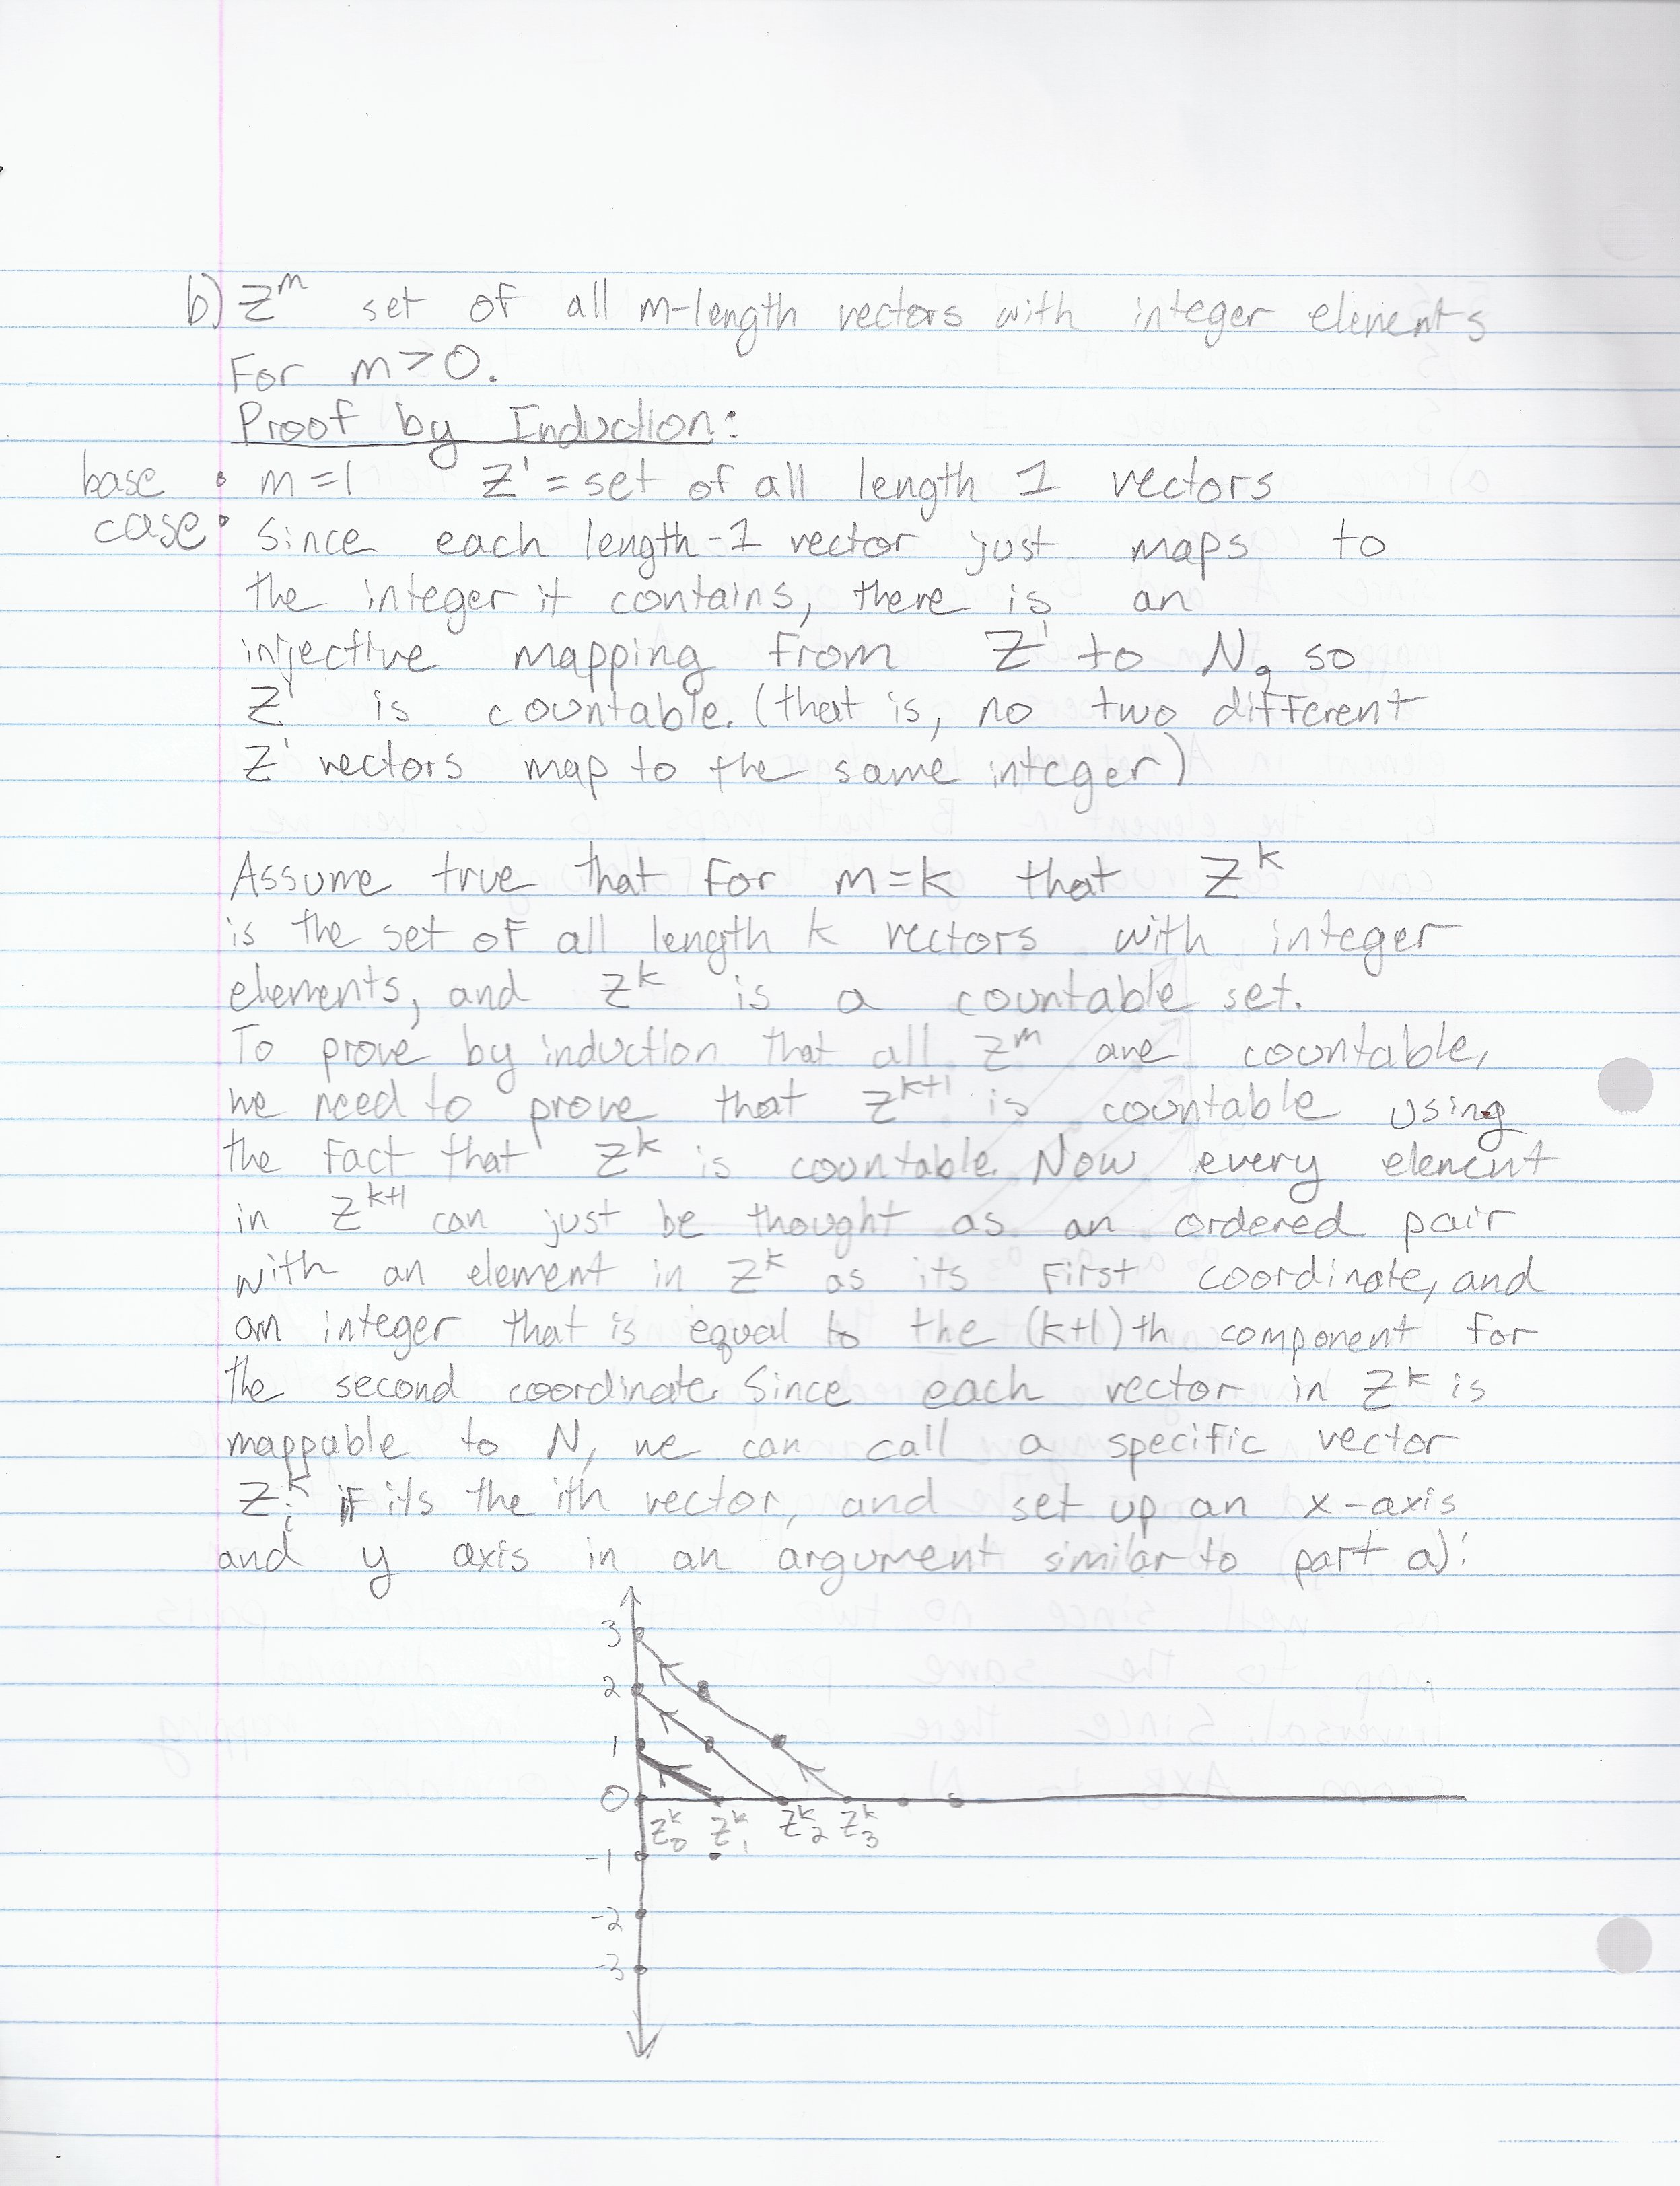 b) Z^m set of all m-length vectors with integer elements
For m>0.
Proof by Induction:
base • m=1 Z^1 = set of all length 1 vectors
case • Since each length-1 vector just maps to
the integer it contains, there is an
injective mapping from Z^1 to N, so
Z^1 is countable. (that is, no two different
Z^1 vectors map to the same integer)
Assume true that for m=k that Z^k
is the set of all length k vectors with integer
elements, and Z^k is a countable set.
To prove by induction that all Z^m are countable,
we need to prove that Z^k+1 is countable using
the fact that Z^k is countable. Now every element
in Z^k+1 can just be thought as an ordered pair
with an element in Z^k as its first coordinate, and
an integer that is equal to the (k+1)th component for
the second coordinate. Since each vector in Z^k is
mappable to N, we can call a specific vector
Z_i^k if its the ith vector, and set up an x-axis
and y axis in an argument similar to part a):
3
2
1
0
Z_0^k Z_1^k Z_2^k Z_3^k
-1
-2
-3